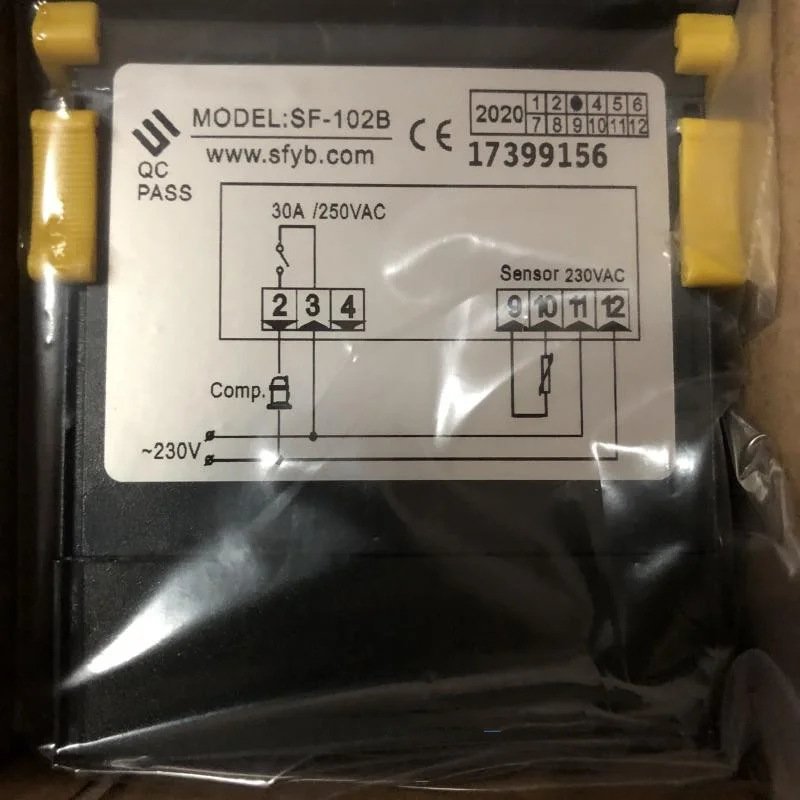 MODEL:SF-102B
www.sfyb.com
QC
PASS
CE
2020
1 2 4 5 6
7 8 9 10 11 12
17399156
30A /250VAC
Sensor 230VAC
2 3 4
9 10 11 12
Comp.
~230V